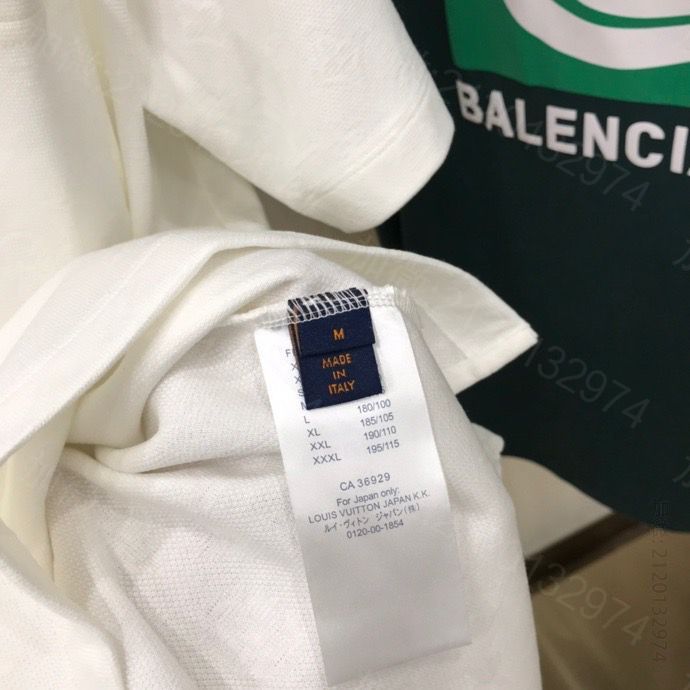 BALENCIA
M
MADE
IN
ITALY
L 180/100
XL 185/105
XXL 190/110
XXXL 195/115
CA 36929
For Japan only:
LOUIS VUITTON JAPAN K.K.
ルイ・ヴィトン ジャパン(株)
0120-00-1854
132974
132974
132974
2120132974